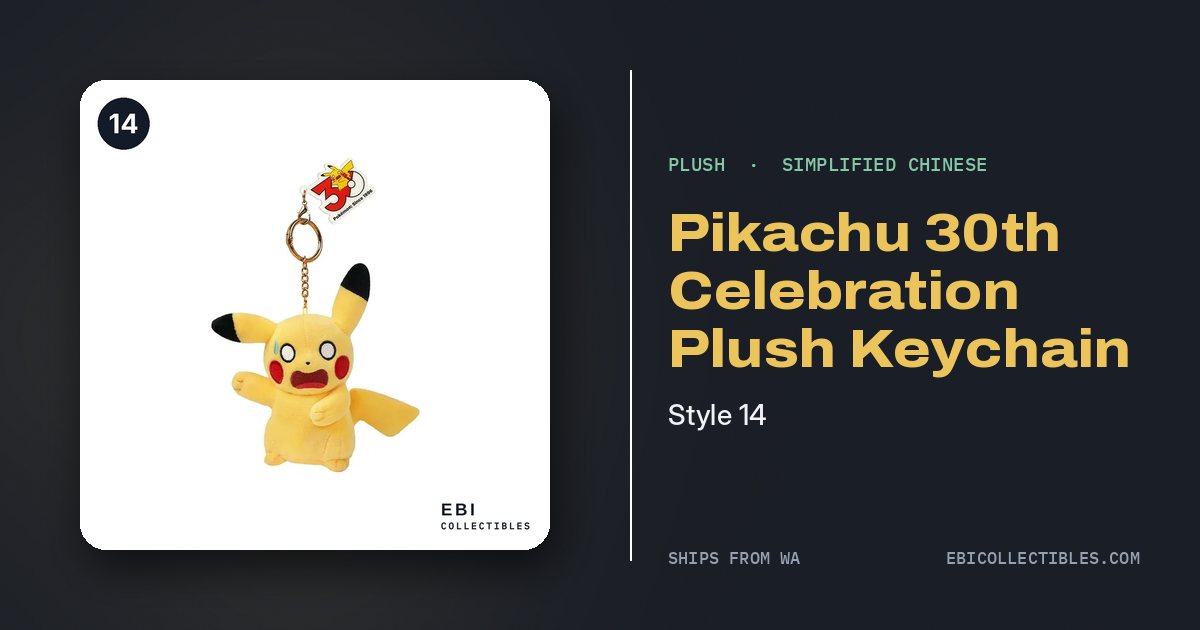 14
30
Pokémon: Since 1996
EBI
COLLECTIBLES
PLUSH · SIMPLIFIED CHINESE
Pikachu 30th
Celebration
Plush Keychain
Style 14
SHIPS FROM WA
EBICOLLECTIBLES.COM